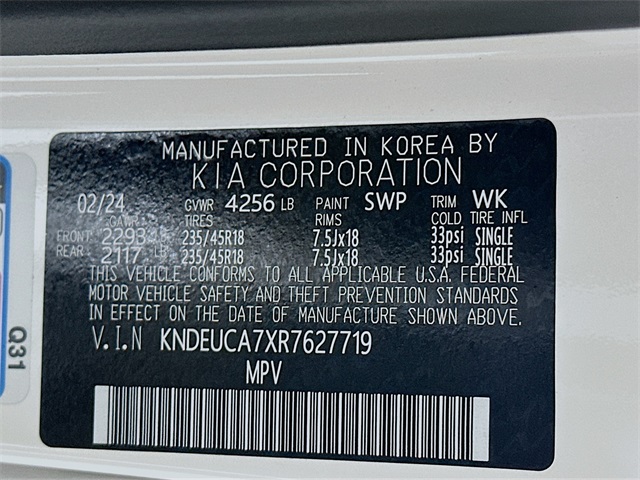 MANUFACTURED IN KOREA BY
KIA CORPORATION
02/24 GVWR 4256 LB PAINT SWP TRIM WK
GAWR TIRES RIMS COLD TIRE INFL
FRONT 2293 LB 235/45R18 7.5Jx18 33psi SINGLE
REAR 2117 LB 235/45R18 7.5Jx18 33psi SINGLE
THIS VEHICLE CONFORMS TO ALL APPLICABLE U.S.A. FEDERAL
MOTOR VEHICLE SAFETY AND THEFT PREVENTION STANDARDS
IN EFFECT ON THE DATE OF MANUFACTURE SHOWN ABOVE.
V.I.N KNDEUCA7XR7627719
MPV
Q31